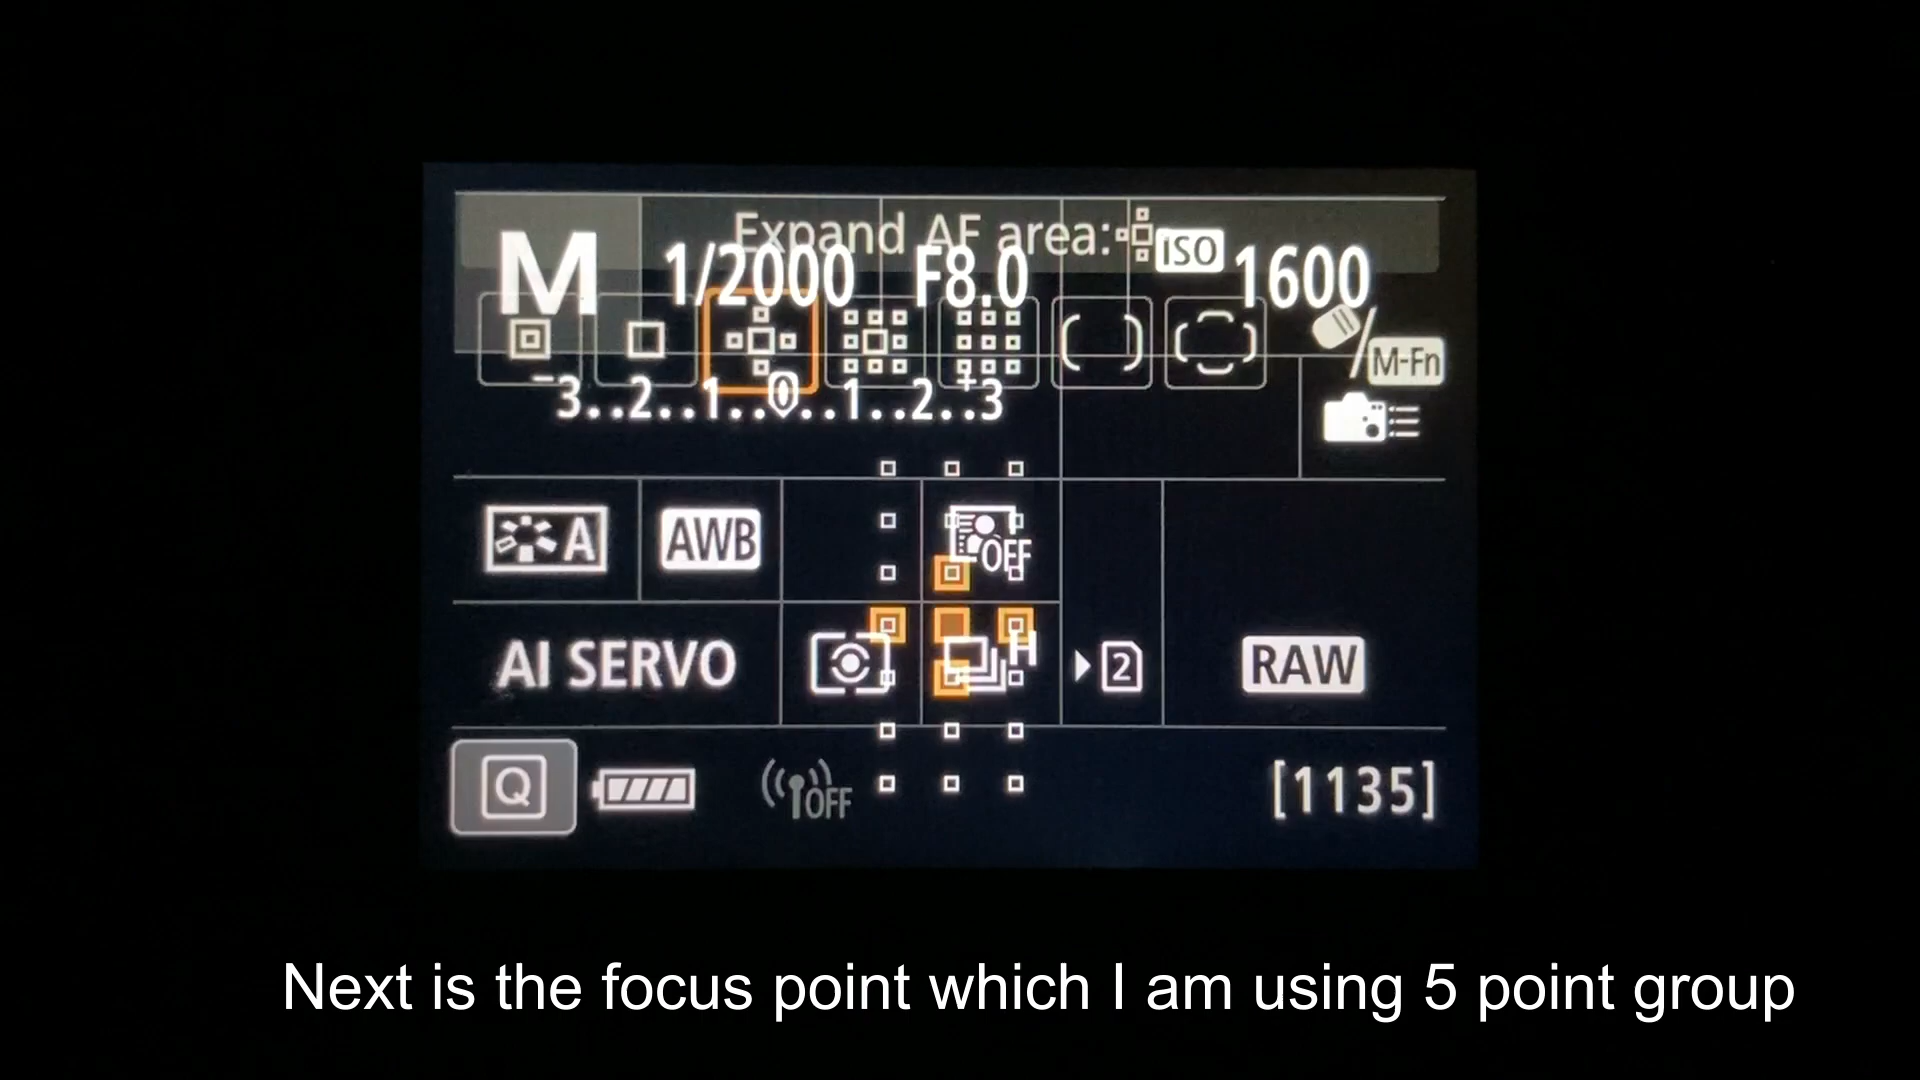 Expand AF area:
M 1/2000 F8.0 ISO 1600
M-Fn
-3..2..1..0..1..2..+3
A AWB OFF
AI SERVO H 2 RAW
Q OFF [1135]
Next is the focus point which I am using 5 point group